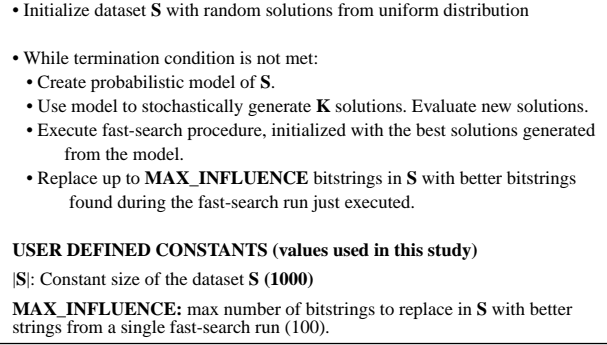 • Initialize dataset S with random solutions from uniform distribution
• While termination condition is not met:
• Create probabilistic model of S.
• Use model to stochastically generate K solutions. Evaluate new solutions.
• Execute fast-search procedure, initialized with the best solutions generated
from the model.
• Replace up to MAX_INFLUENCE bitstrings in S with better bitstrings
found during the fast-search run just executed.
USER DEFINED CONSTANTS (values used in this study)
|S|: Constant size of the dataset S (1000)
MAX_INFLUENCE: max number of bitstrings to replace in S with better
strings from a single fast-search run (100).